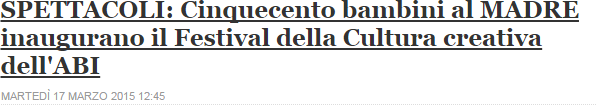 SPETTACOLI: Cinquecento bambini al MADRE
inaugurano il Festival della Cultura creativa
dell'ABI
MARTEDÌ 17 MARZO 2015 12:45